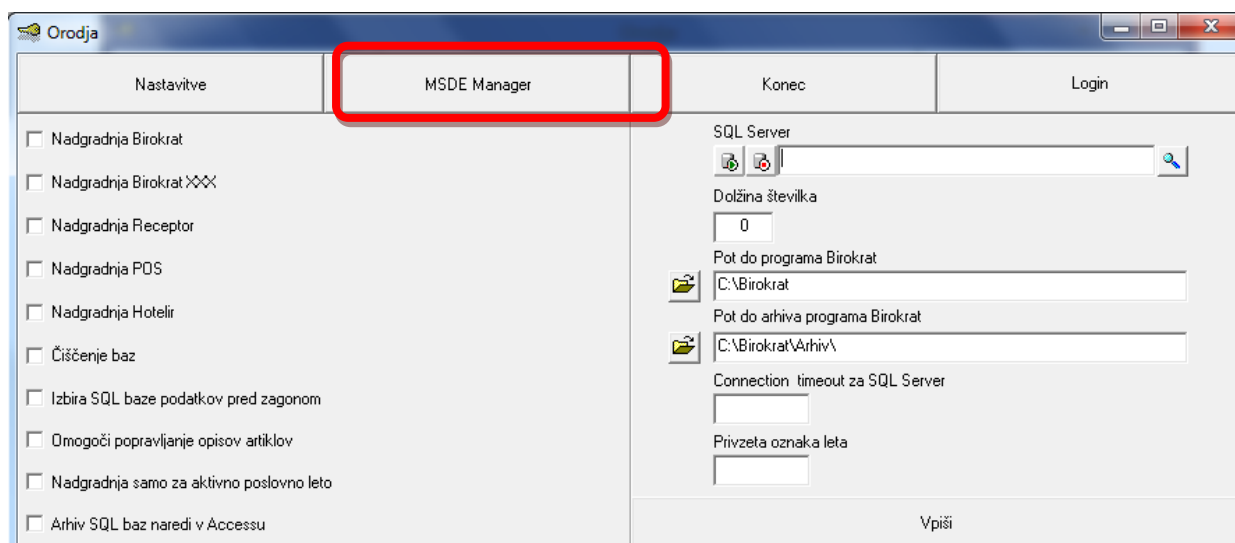 Orodja
Nastavitve
MSDE Manager
Konec
Login
Nadgradnja Birokrat
Nadgradnja Birokrat XXX
Nadgradnja Receptor
Nadgradnja POS
Nadgradnja Hotelir
Čiščenje baz
Izbira SQL baze podatkov pred zagonom
Omogoči popravljanje opisov artiklov
Nadgradnja samo za aktivno poslovno leto
Arhiv SQL baz naredi v Accessu
SQL Server
Dolžina številka
0
Pot do programa Birokrat
C:\Birokrat
Pot do arhiva programa Birokrat
C:\Birokrat\Arhiv\
Connection timeout za SQL Server
Privzeta oznaka leta
Vpiši